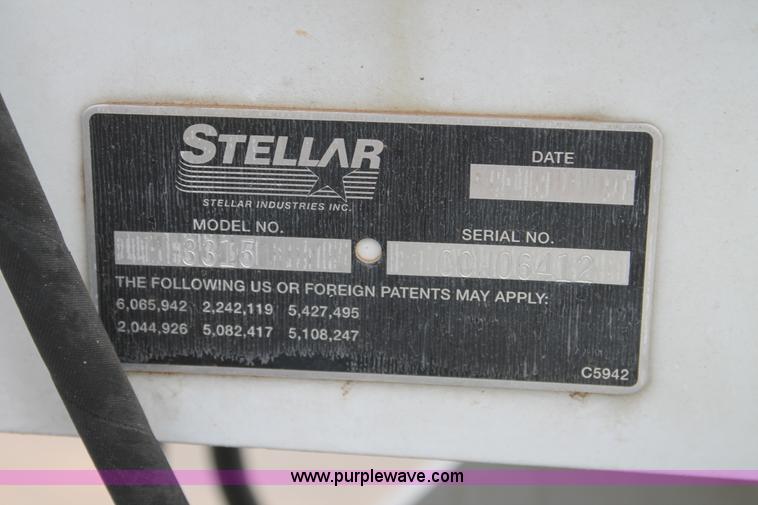 STELLAR
STELLAR INDUSTRIES INC.
DATE
MODEL NO.
3315
SERIAL NO.
THE FOLLOWING US OR FOREIGN PATENTS MAY APPLY:
6,065,942 2,242,119 5,427,495
2,044,926 5,082,417 5,108,247
C5942
www.purplewave.com